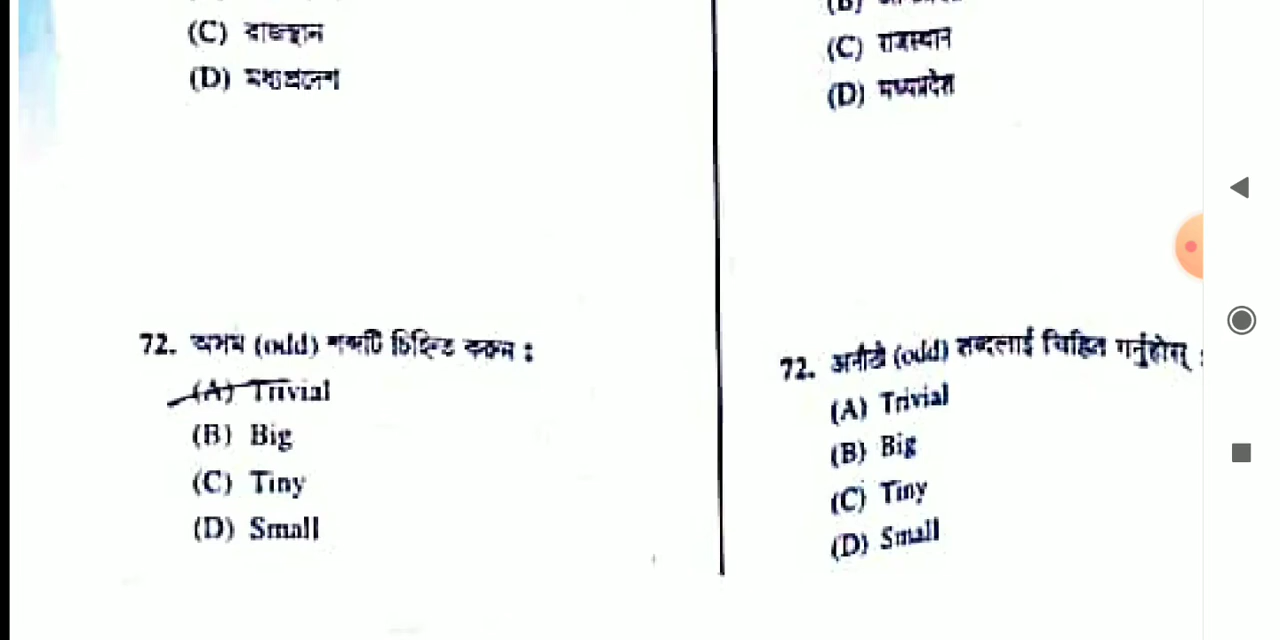 (C) রাজস্থান
(D) মধ্যপ্রদেশ
72. অসম (odd) শব্দটি চিহ্নিত করুন :
(A) Trivial
(B) Big
(C) Tiny
(D) Small
(C) राजस्थान
(D) मध्यप्रदेश
72. अनौठो (odd) शब्दलाई चिह्नित गर्नुहोस् :
(A) Trivial
(B) Big
(C) Tiny
(D) Small